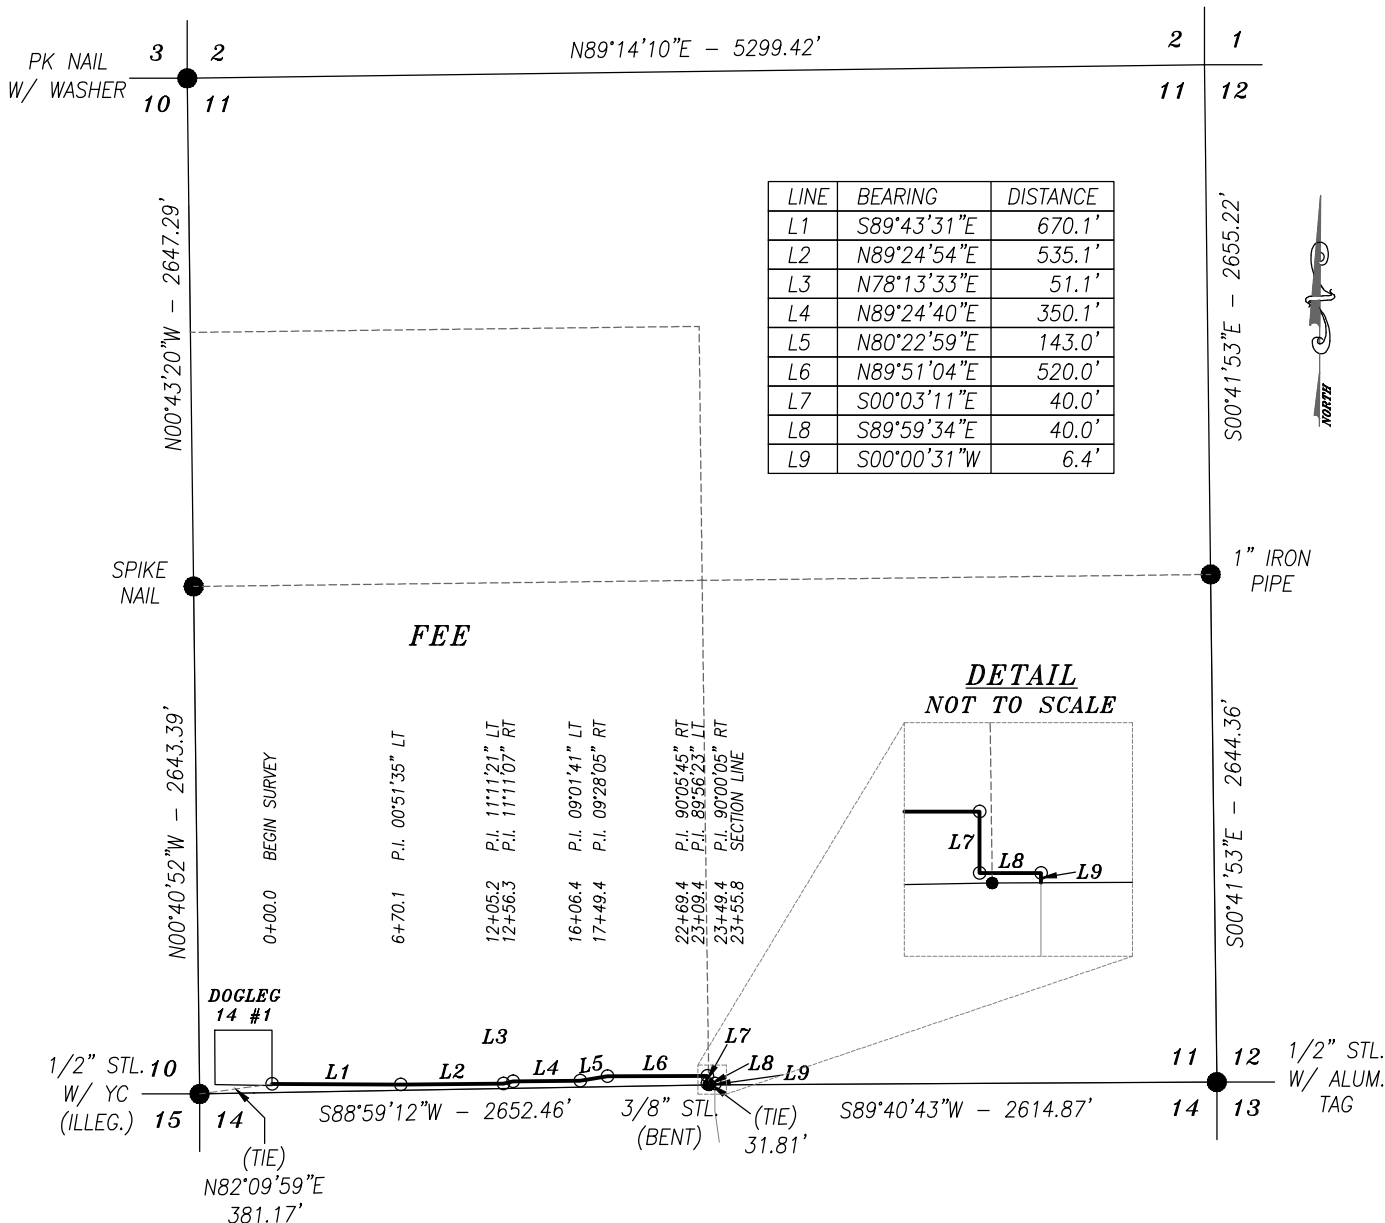 3 2
N89°14'10"E - 5299.42'
2 1
PK NAIL
W/ WASHER
10 11
11 12
N00°43'20"W - 2647.29'
LINE BEARING DISTANCE
L1 S89°43'31"E 670.1'
L2 N89°24'54"E 535.1'
L3 N78°13'33"E 51.1'
L4 N89°24'40"E 350.1'
L5 N80°22'59"E 143.0'
L6 N89°51'04"E 520.0'
L7 S00°03'11"E 40.0'
L8 S89°59'34"E 40.0'
L9 S00°00'31"W 6.4'
S00°41'53"E - 2655.22'
NORTH
SPIKE
NAIL
1" IRON
PIPE
FEE
DETAIL
NOT TO SCALE
L7
L8
L9
N00°40'52"W - 2643.39'
0+00.0 BEGIN SURVEY
6+70.1 P.I. 00°51'35" LT
12+05.2 P.I. 11°11'21" LT
12+56.3 P.I. 11°11'07" RT
16+06.4 P.I. 09°01'41" LT
17+49.4 P.I. 09°28'05" RT
22+69.4 P.I. 90°05'45" RT
23+09.4 P.I. 89°56'23" LT
23+49.4 P.I. 90°00'05" RT
23+55.8 SECTION LINE
S00°41'53"E - 2644.36'
DOGLEG
14 #1
L1
L2
L3
L4
L5
L6
L7
L8
L9
1/2" STL.
W/ YC
(ILLEG.)
10
15 14
S88°59'12"W - 2652.46'
3/8" STL.
(BENT)
(TIE)
31.81'
S89°40'43"W - 2614.87'
11 12
14 13
1/2" STL.
W/ ALUM.
TAG
(TIE)
N82°09'59"E
381.17'